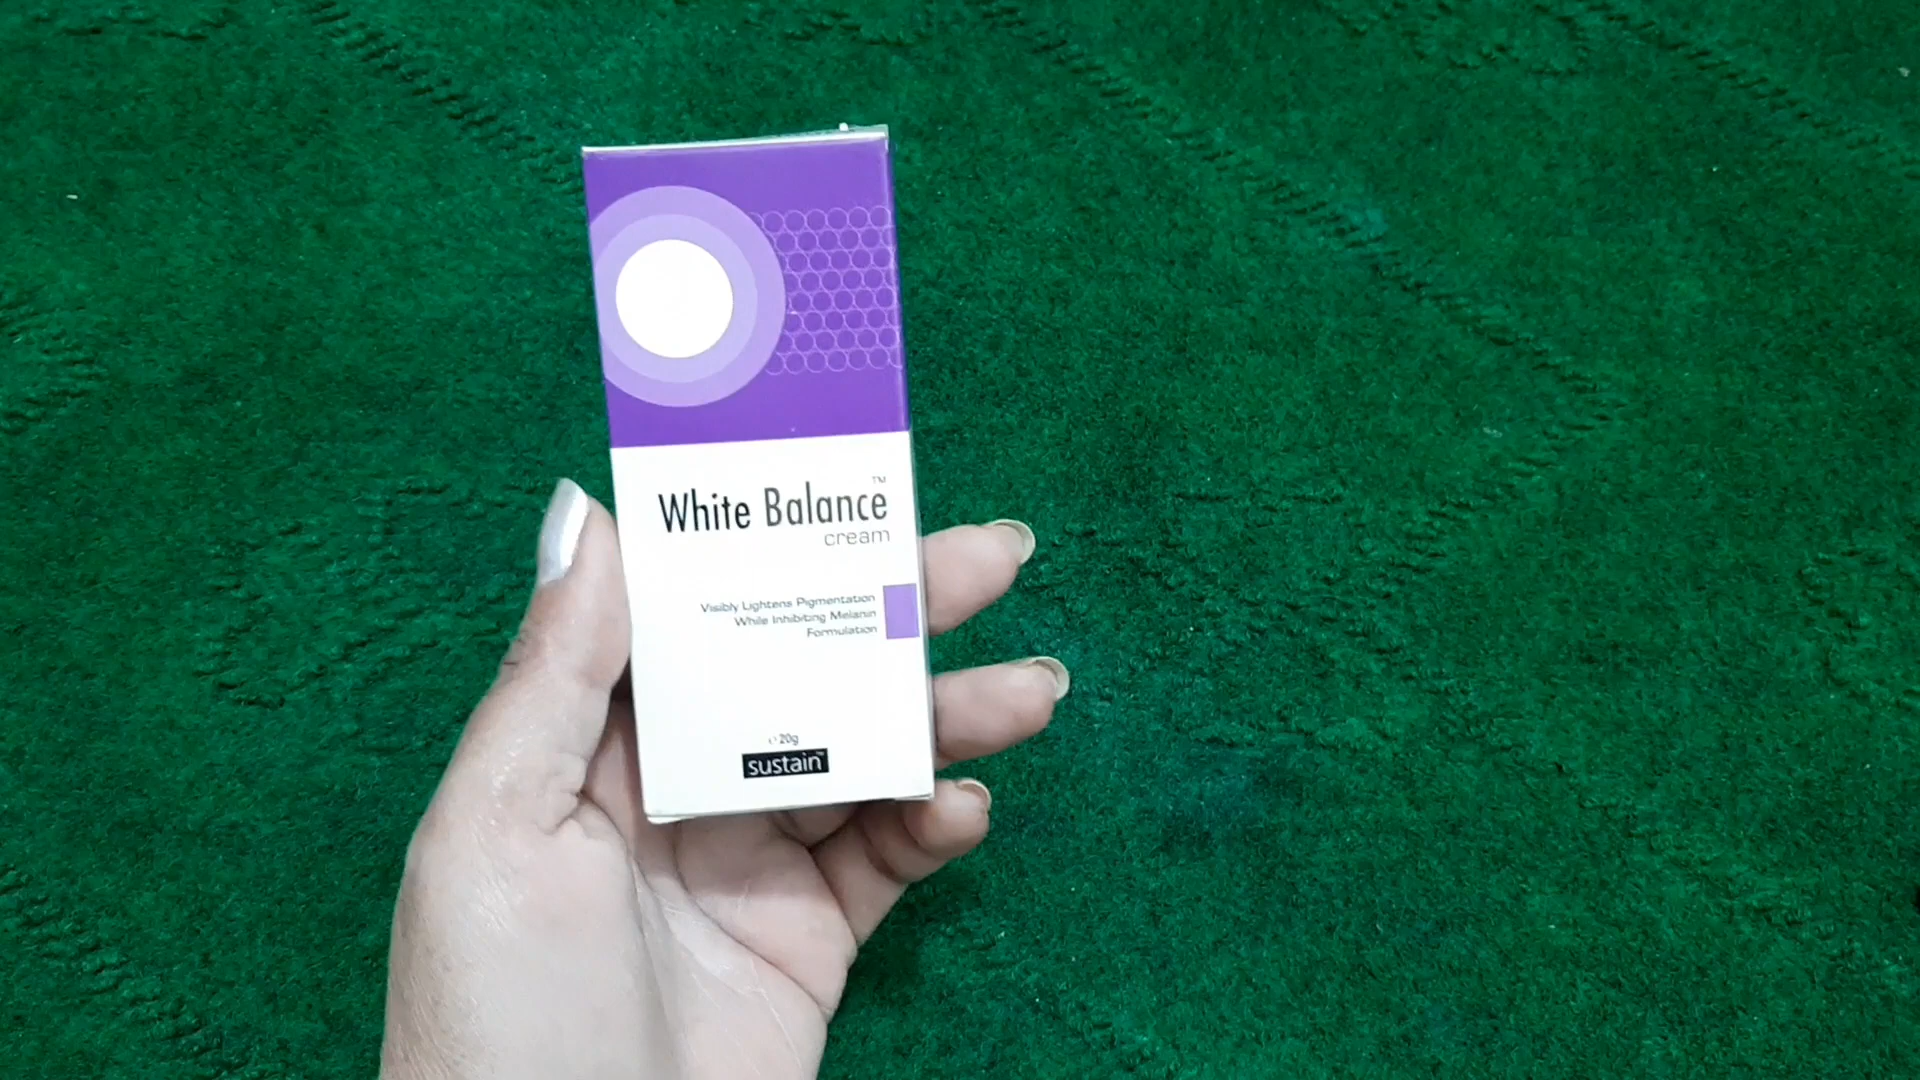 White Balance™
cream
Visibly Lightens Pigmentation
While Inhibiting Melanin
Formulation
℮ 20g
sustain™